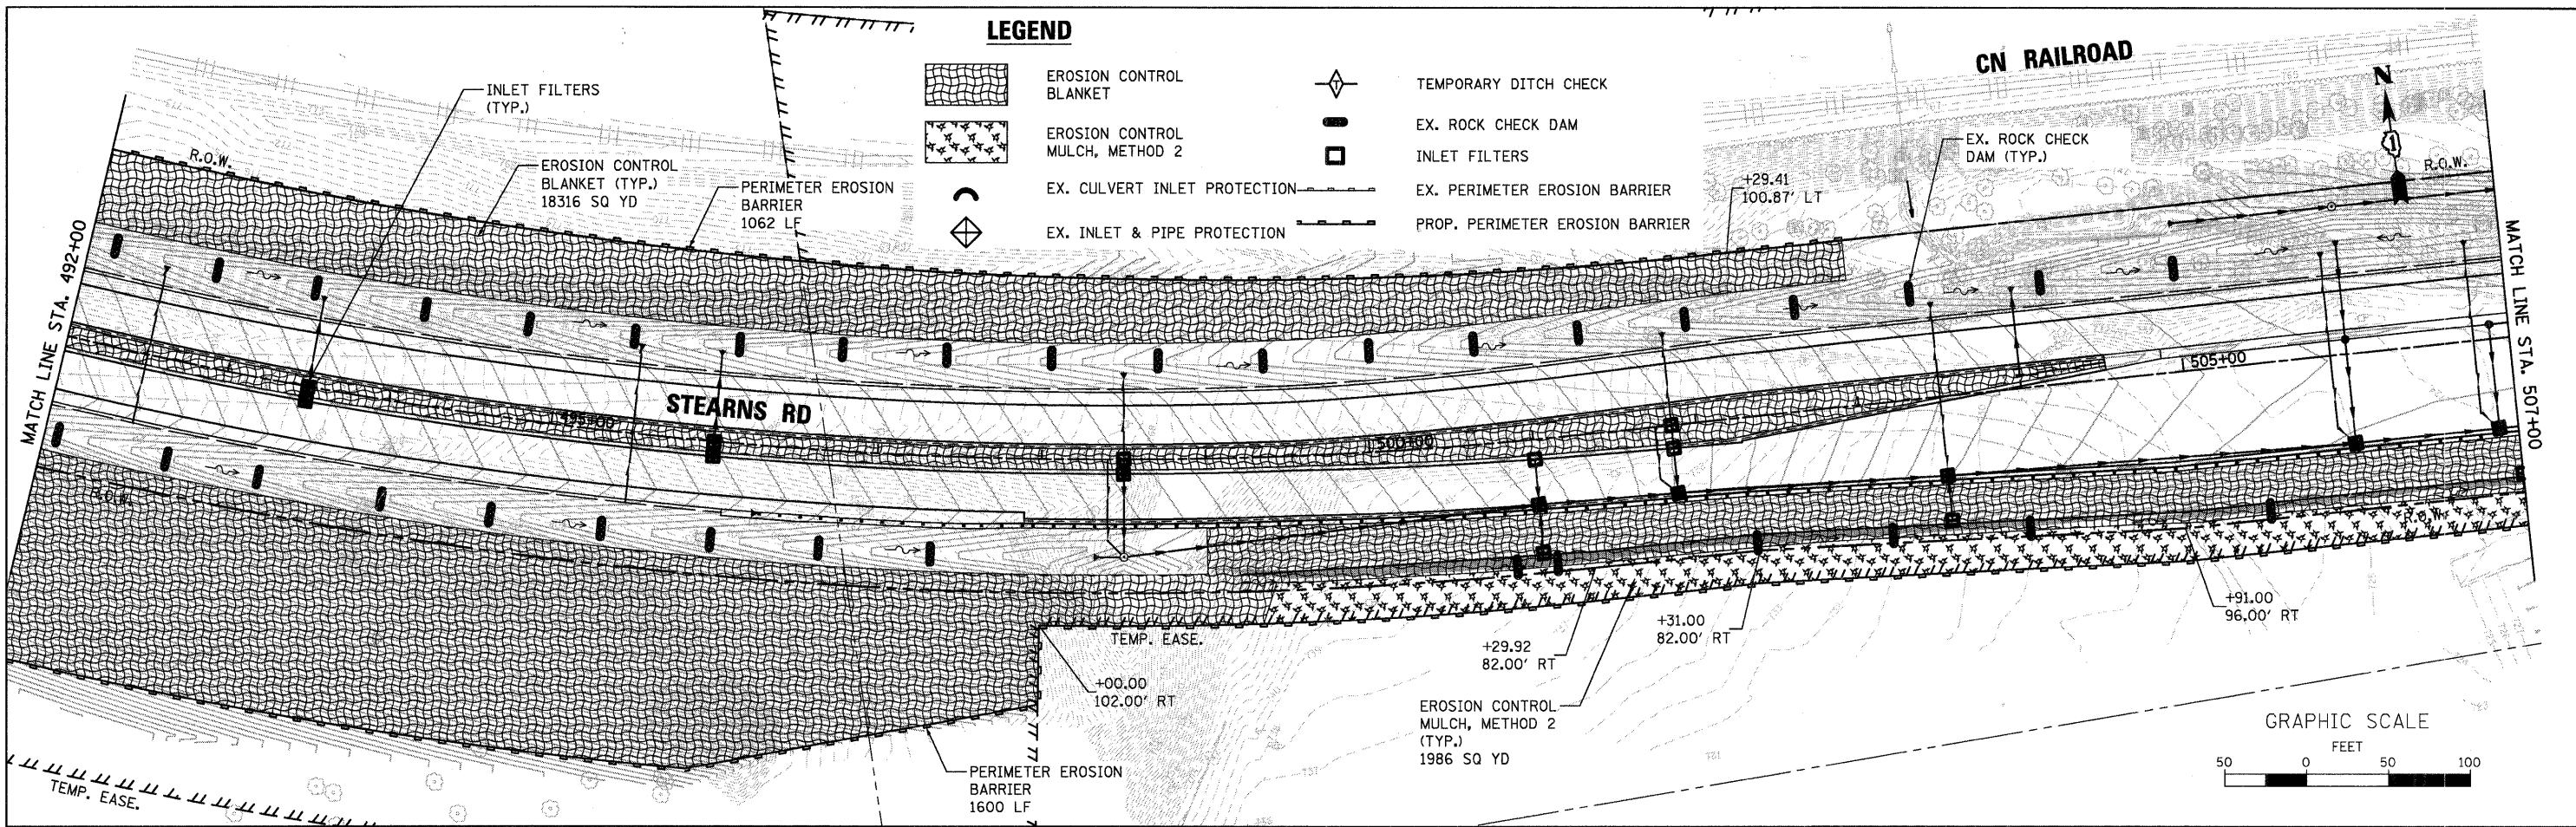 LEGEND
EROSION CONTROL
BLANKET
EROSION CONTROL
MULCH, METHOD 2
EX. CULVERT INLET PROTECTION
EX. INLET & PIPE PROTECTION
T
TEMPORARY DITCH CHECK
EX. ROCK CHECK DAM
INLET FILTERS
EX. PERIMETER EROSION BARRIER
PROP. PERIMETER EROSION BARRIER
CN RAILROAD
N
1
INLET FILTERS
(TYP.)
R.O.W.
EROSION CONTROL
BLANKET (TYP.)
18316 SQ YD
PERIMETER EROSION
BARRIER
1062 LF
+29.41
100.87' LT
EX. ROCK CHECK
DAM (TYP.)
R.O.W.
MATCH LINE STA. 492+00
MATCH LINE STA. 507+00
STEARNS RD
495+00
500+00
505+00
R.O.W.
R.O.W.
TEMP. EASE.
+00.00
102.00' RT
+29.92
82.00' RT
+31.00
82.00' RT
+91.00
96.00' RT
EROSION CONTROL
MULCH, METHOD 2
(TYP.)
1986 SQ YD
PERIMETER EROSION
BARRIER
1600 LF
TEMP. EASE.
GRAPHIC SCALE
FEET
50 0 50 100